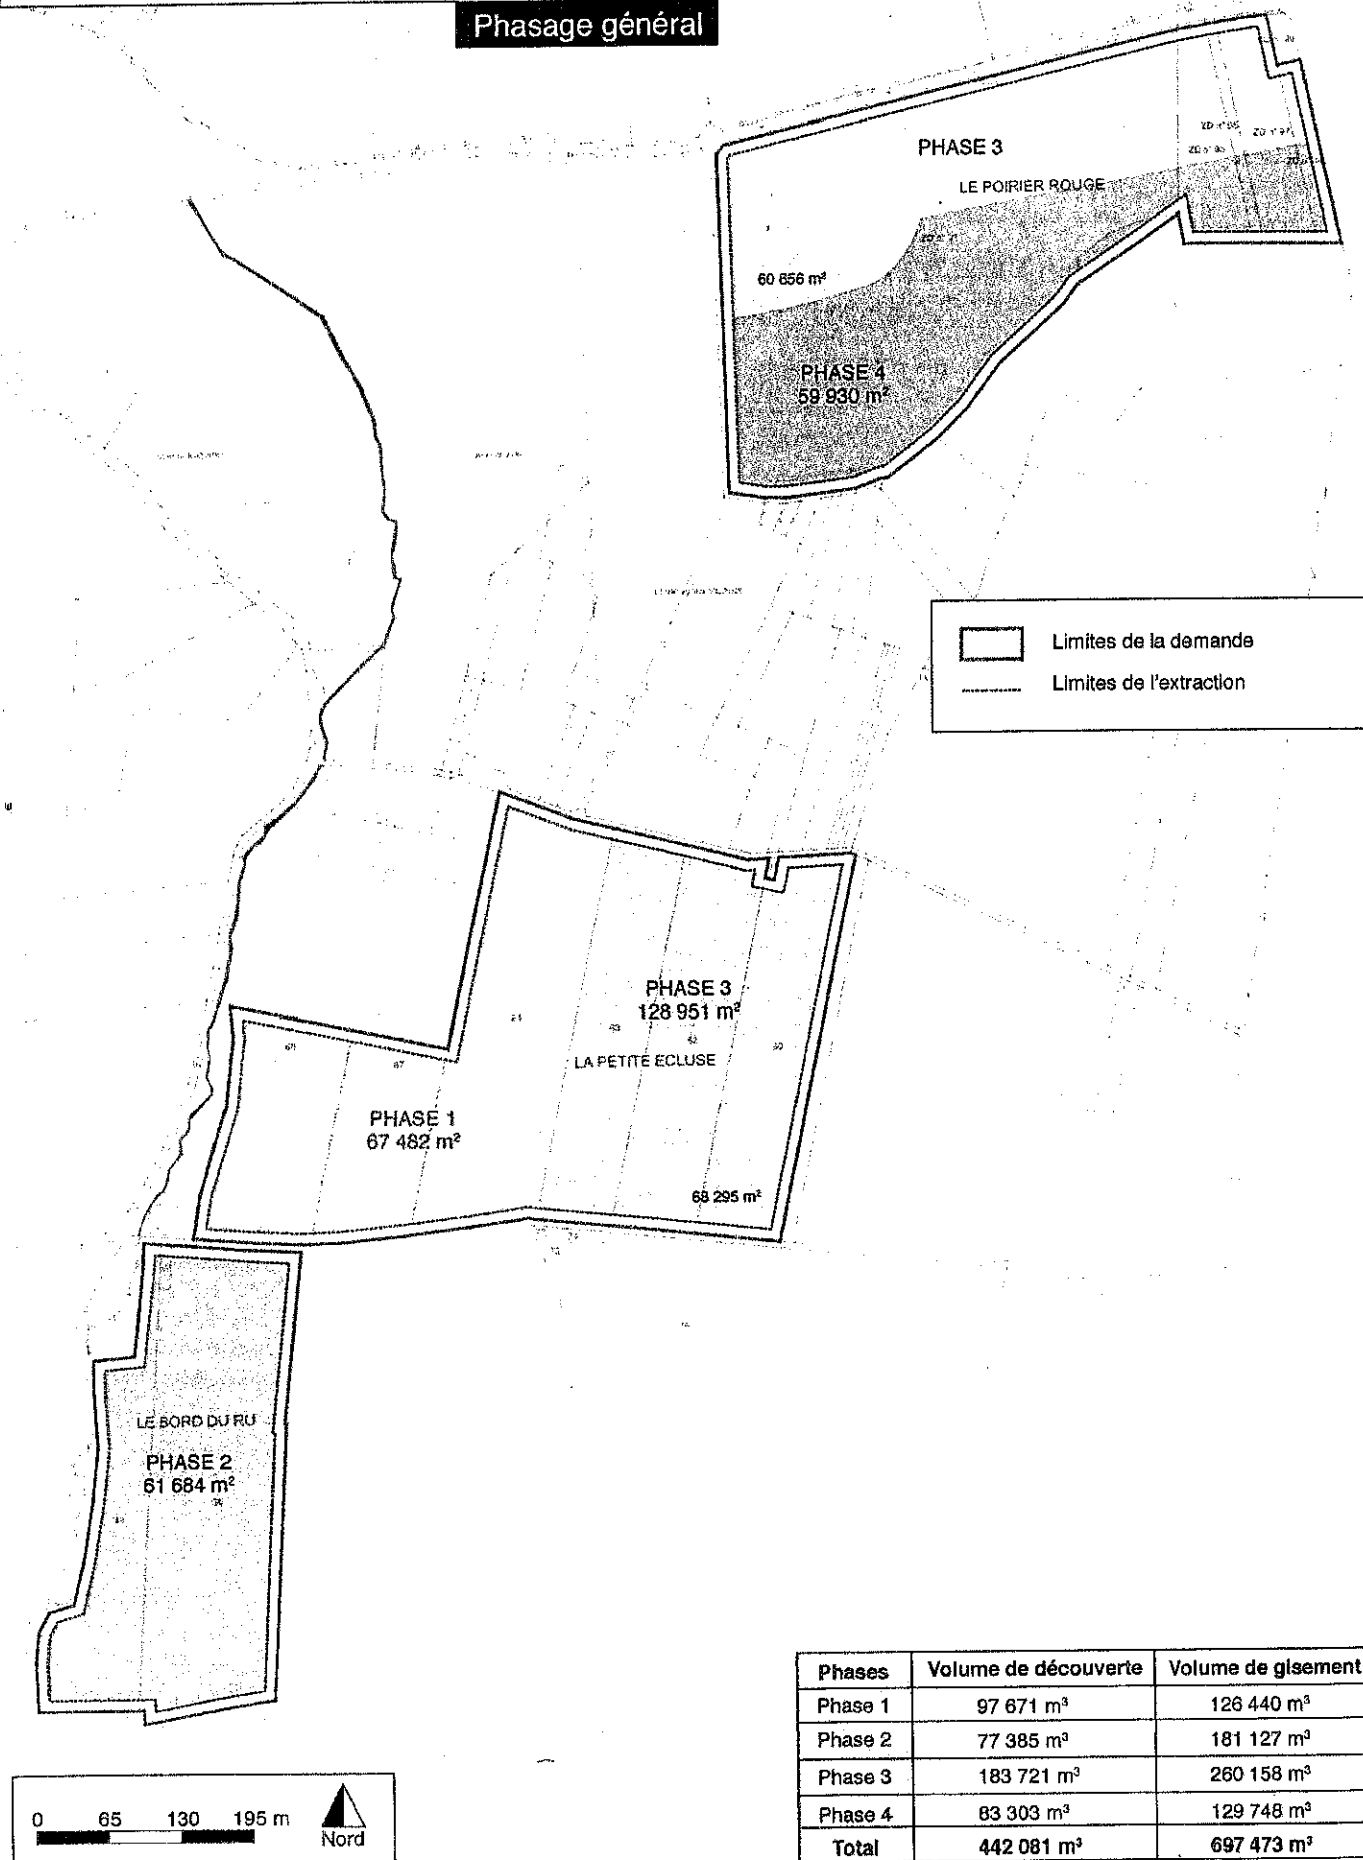 Phasage général
PHASE 3
LE POIRIER ROUGE
60 656 m²
PHASE 4
59 930 m²
Limites de la demande
Limites de l'extraction
PHASE 3
128 951 m²
LA PETITE ECLUSE
67
PHASE 1
67 482 m²
68 295 m²
LE BORD DU RU
PHASE 2
61 684 m²
Phases Volume de découverte Volume de gisement
Phase 1 97 671 m³ 126 440 m³
Phase 2 77 385 m³ 181 127 m³
Phase 3 183 721 m³ 260 158 m³
Phase 4 83 303 m³ 129 748 m³
Total 442 081 m³ 697 473 m³
0 65 130 195 m
Nord